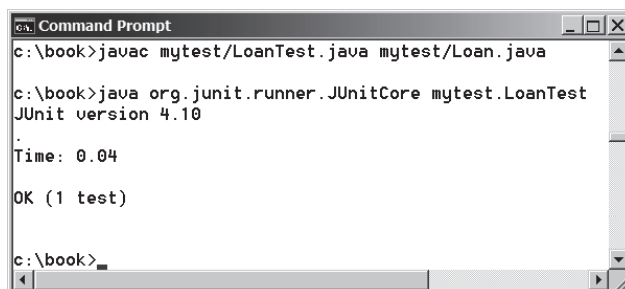 Command Prompt
c:\book>javac mytest/LoanTest.java mytest/Loan.java
c:\book>java org.junit.runner.JUnitCore mytest.LoanTest
JUnit version 4.10
.
Time: 0.04
OK (1 test)
c:\book>_